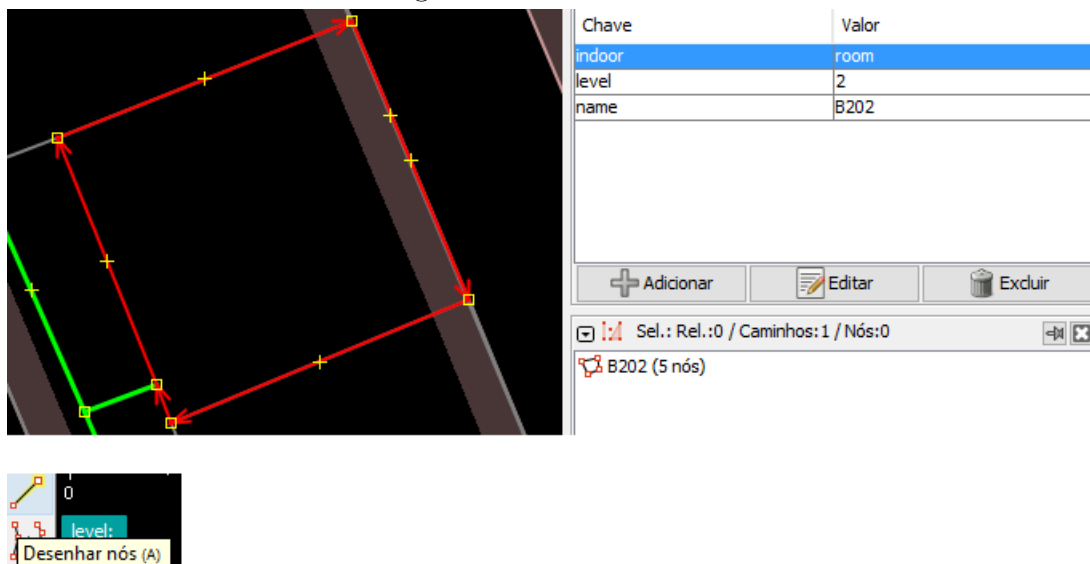 Chave Valor
indoor room
level 2
name B202
Adicionar Editar Excluir
Sel.: Rel.:0 / Caminhos:1 / Nós:0
B202 (5 nós)
0
level:
Desenhar nós (A)